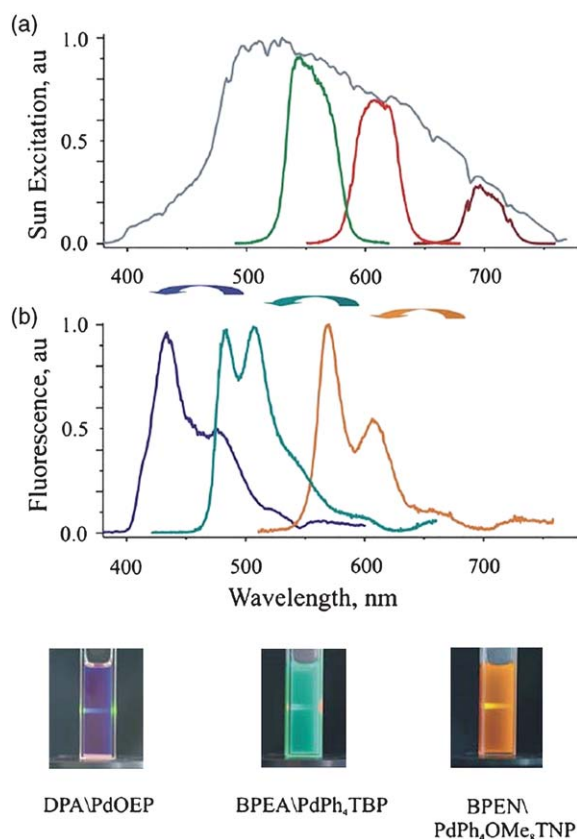 (a)
1.0
0.5
0.0
Sun Excitation, au
400 500 600 700
(b)
1.0
0.5
0.0
Fluorescence, au
400 500 600 700
Wavelength, nm
DPA\PdOEP
BPEA\PdPh₄TBP
BPEN\
PdPh₄OMe₈TNP